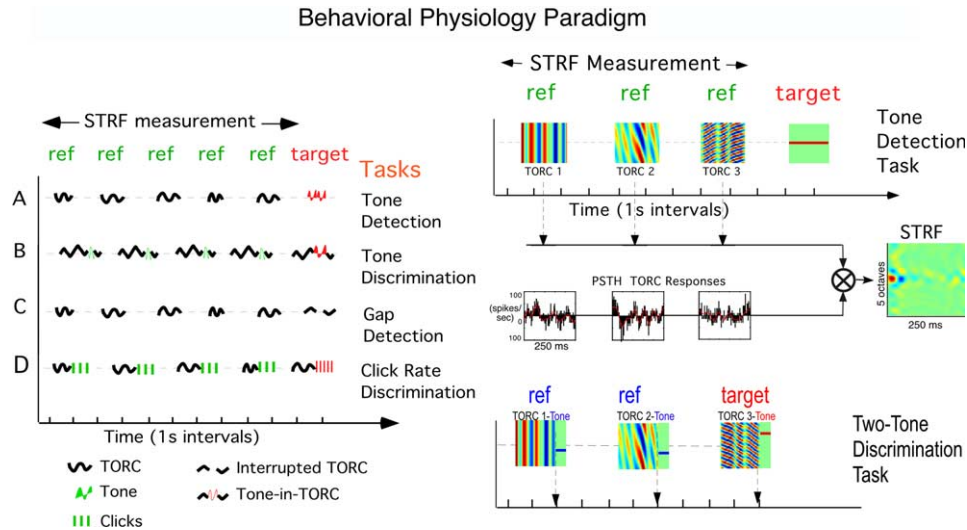 Behavioral Physiology Paradigm
STRF measurement
ref ref ref ref ref target
Tasks
A
Tone
Detection
B
Tone
Discrimination
C
Gap
Detection
D
Click Rate
Discrimination
Time (1s intervals)
TORC
Interrupted TORC
Tone
Tone-in-TORC
Clicks
STRF Measurement
ref ref ref target
TORC 1 TORC 2 TORC 3
Tone
Detection
Task
Time (1s intervals)
STRF
5 octaves
250 ms
PSTH TORC Responses
100
(spikes/
sec)
0
100
250 ms
ref ref target
TORC 1-Tone TORC 2-Tone TORC 3-Tone
Two-Tone
Discrimination
Task